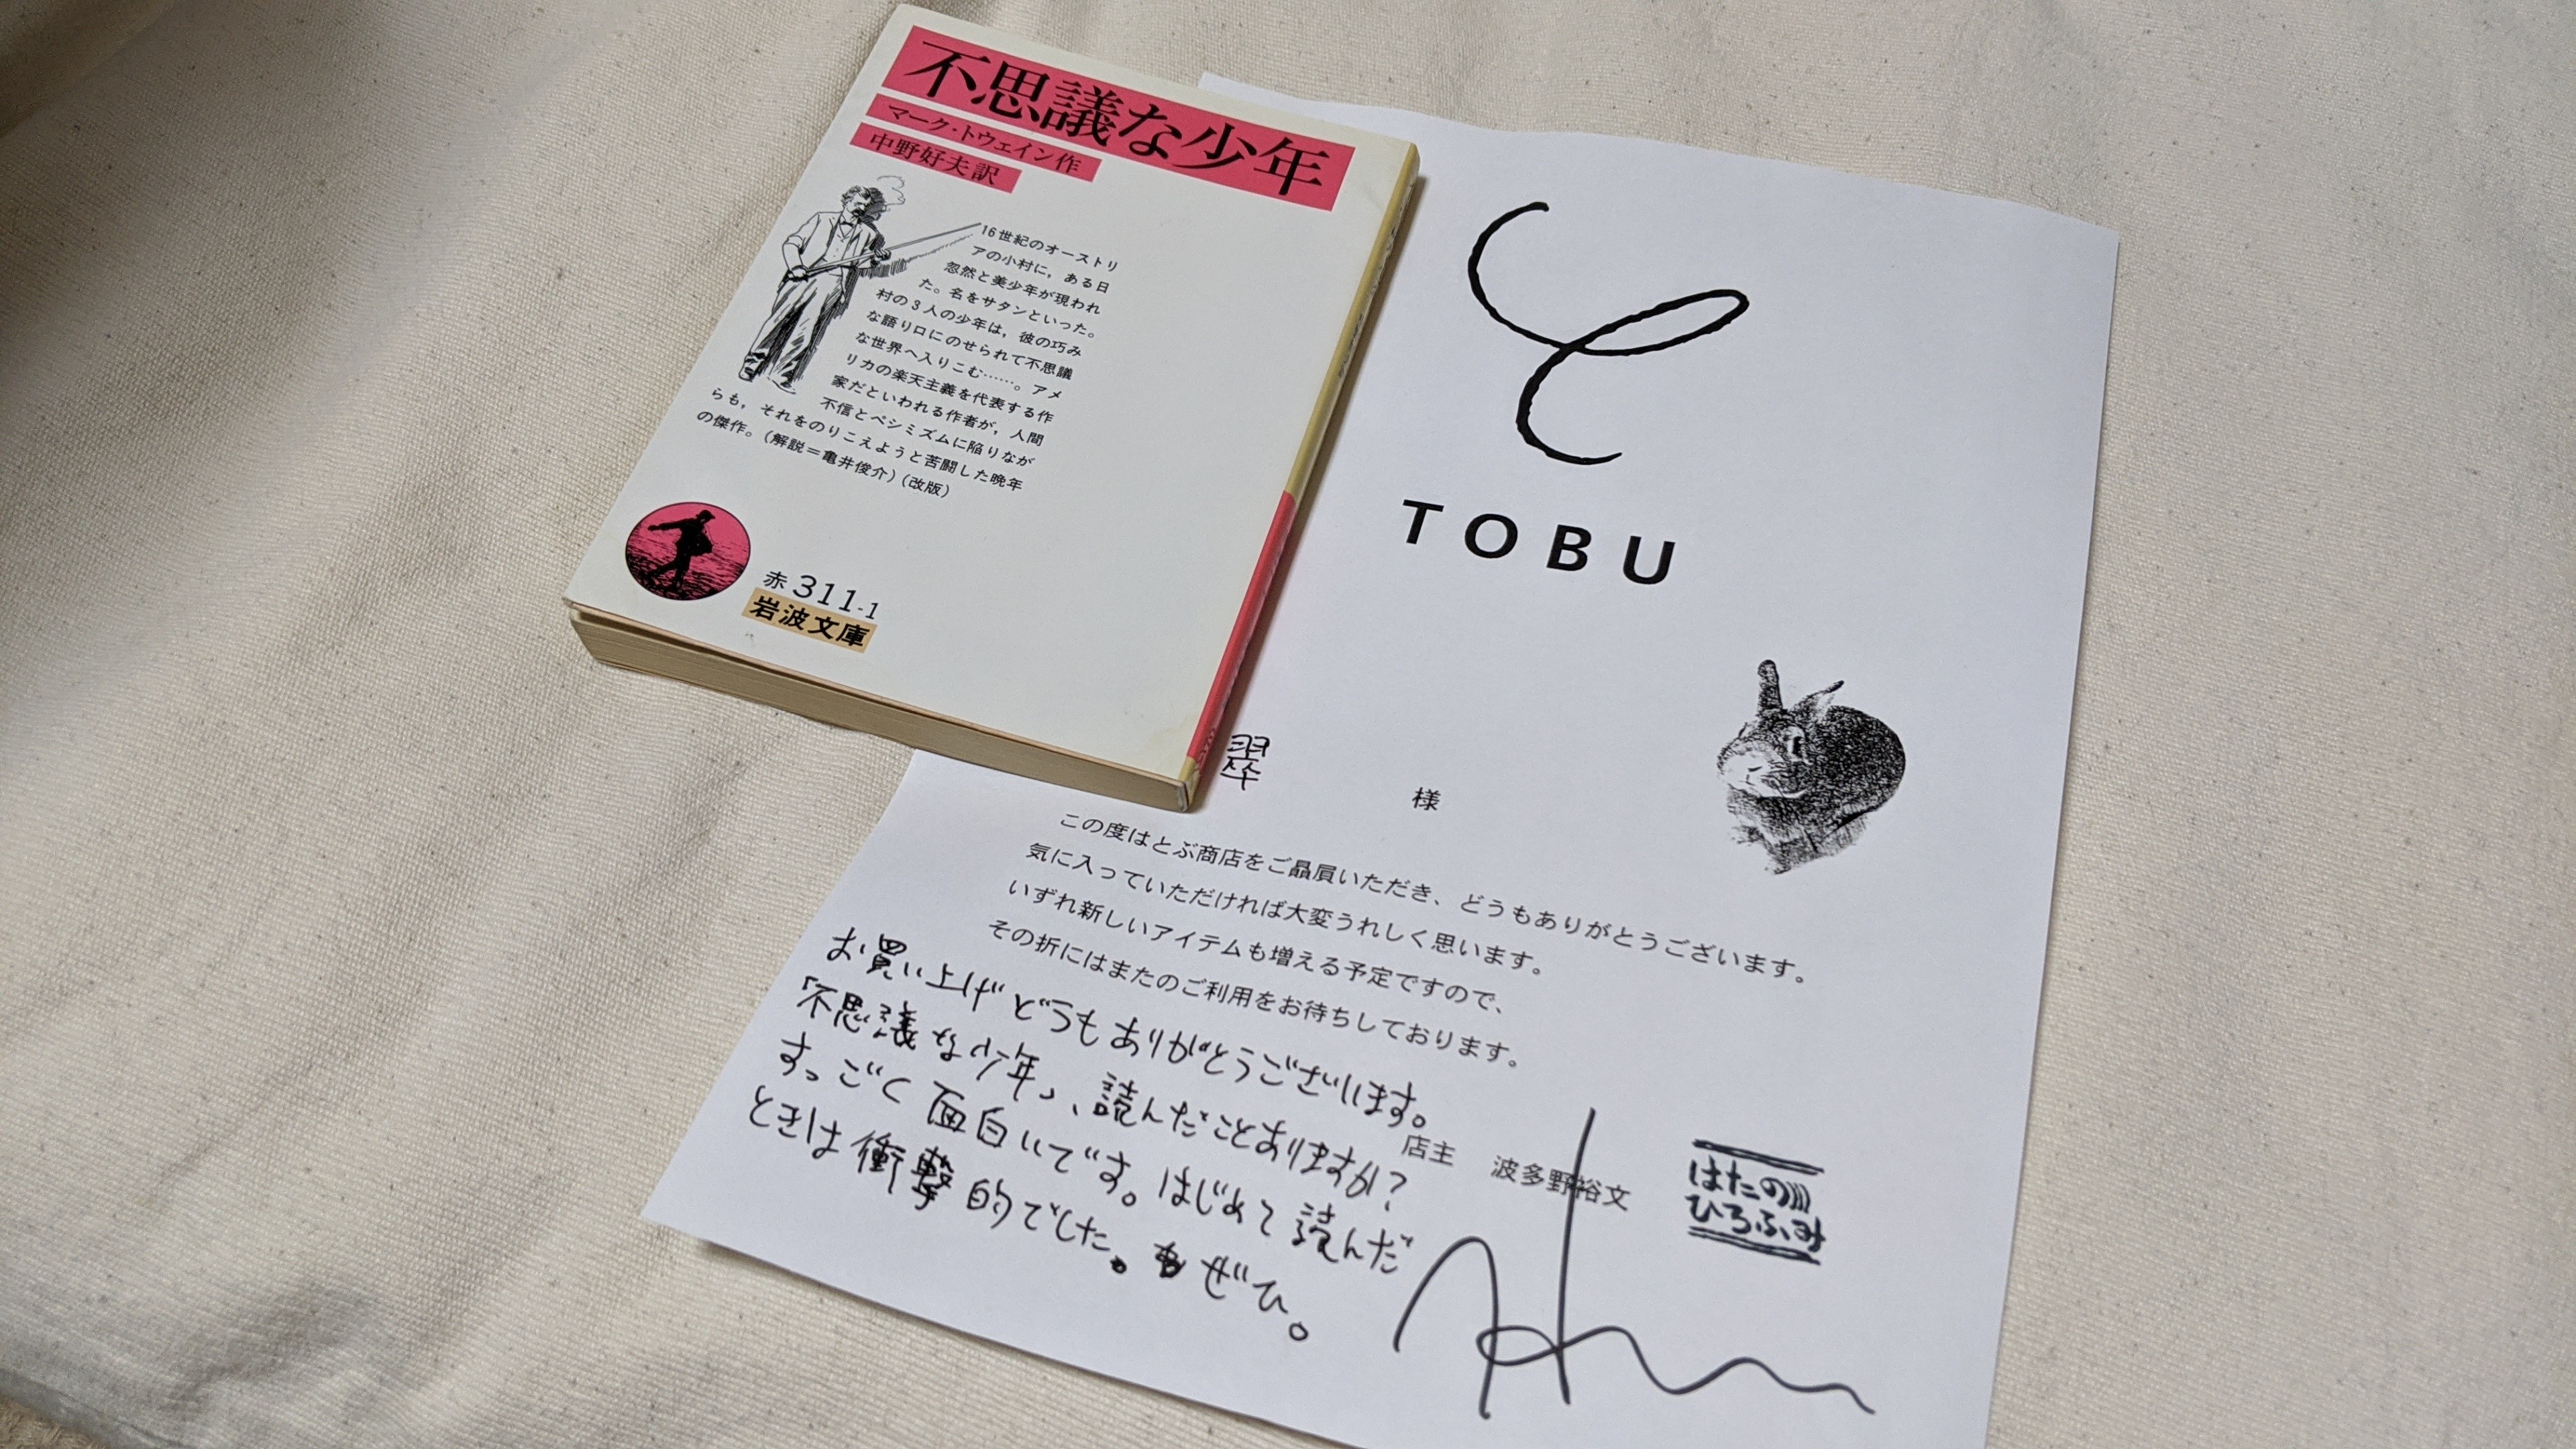 不思議な少年
マーク・トウェイン作
中野好夫訳
16世紀のオーストリ
アの小村に，ある日
忽然と美少年が現われ
た。名をサタンといった。
村の3人の少年は，彼の巧み
な語り口にのせられて不思議
な世界へ入りこむ……。アメ
リカの楽天主義を代表する作
家だといわれる作者が，人間
不信とペシミズムに陥りなが
らも，それをのりこえようと苦闘した晩年
の傑作。(解説＝亀井俊介)(改版)
赤 311-1
岩波文庫
TOBU
翠 様
この度はとぶ商店をご贔屓いただき、どうもありがとうございます。
気に入っていただければ大変うれしく思います。
いずれ新しいアイテムも増える予定ですので、
その折にはまたのご利用をお待ちしております。
お買い上げどうもありがとうございます。
「不思議な少年」、読んだことありますか?
すっごく面白いです。はじめて読んだ
ときは衝撃的でした。ぜひ。
店主 波多野裕文
はたの
ひろふみ